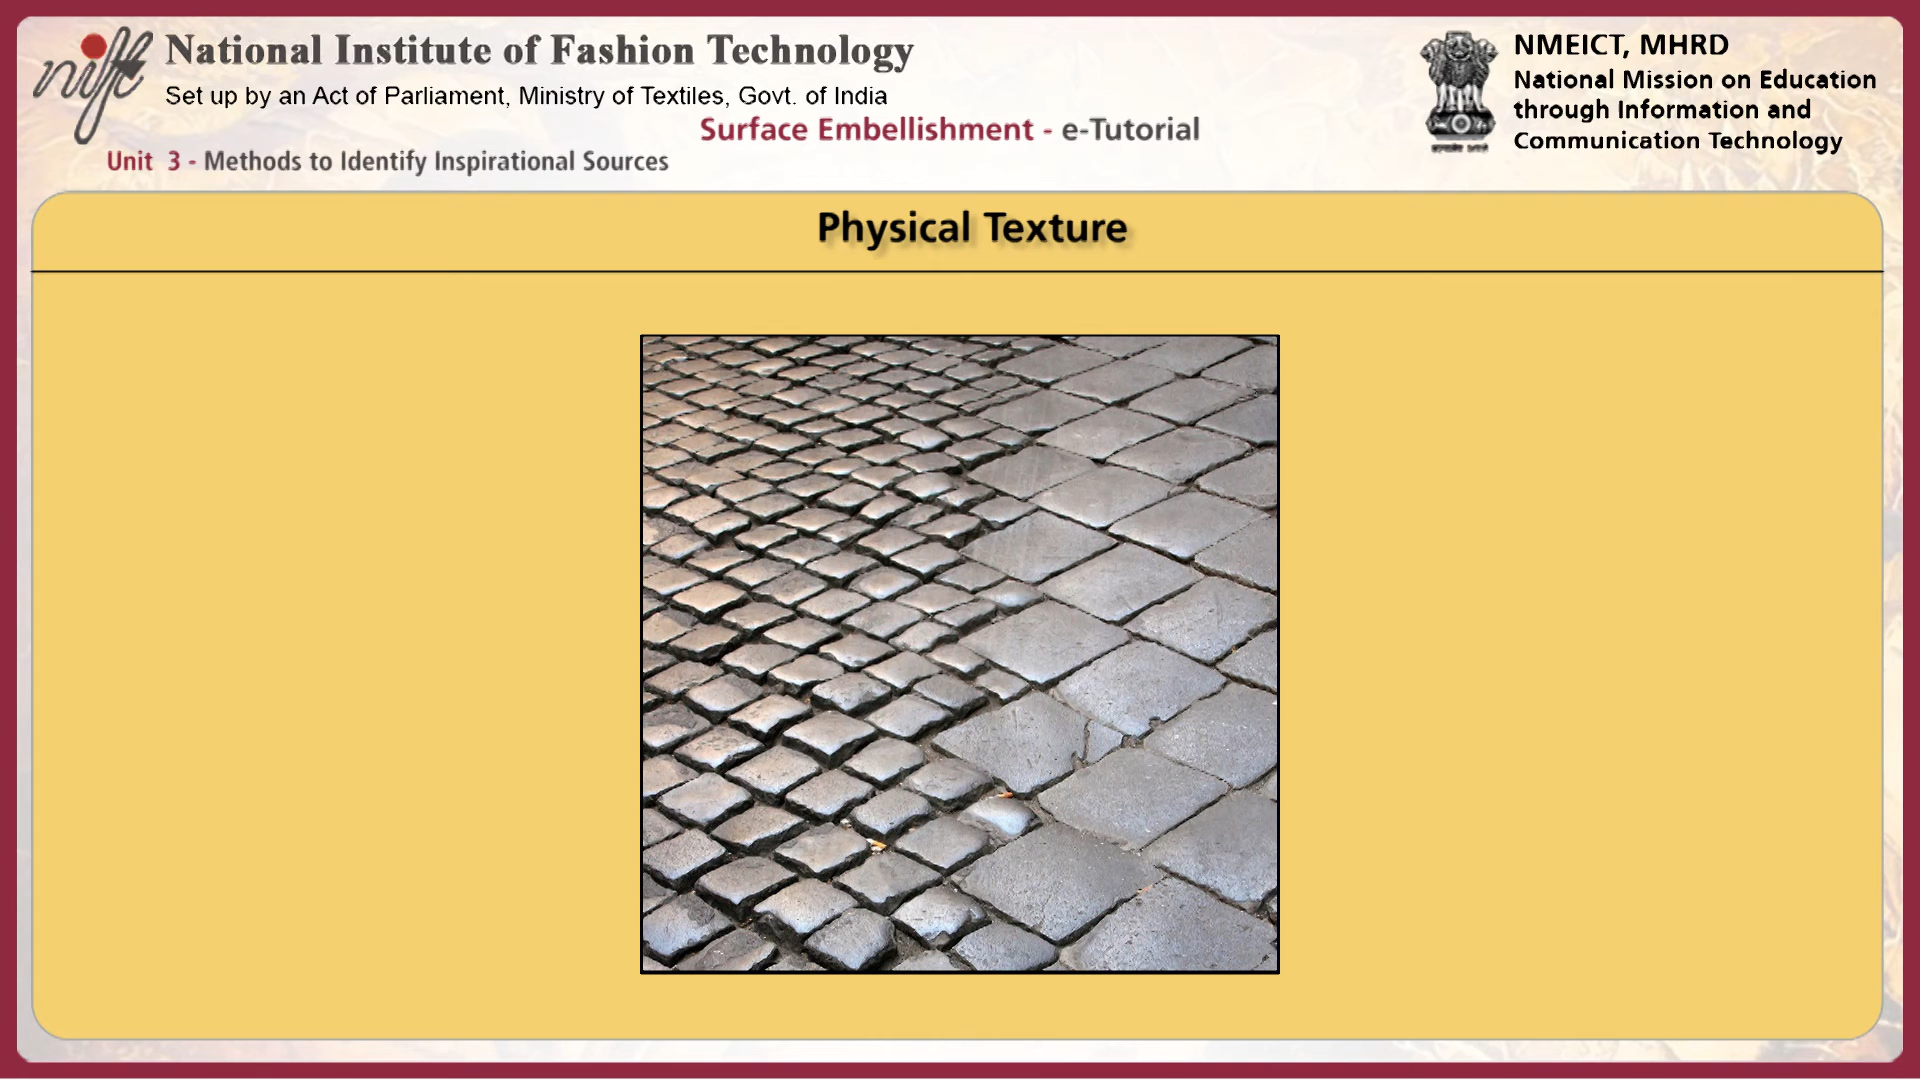 nift
National Institute of Fashion Technology
Set up by an Act of Parliament, Ministry of Textiles, Govt. of India
Surface Embellishment - e-Tutorial
Unit 3 - Methods to Identify Inspirational Sources
NMEICT, MHRD
National Mission on Education
through Information and
Communication Technology
Physical Texture